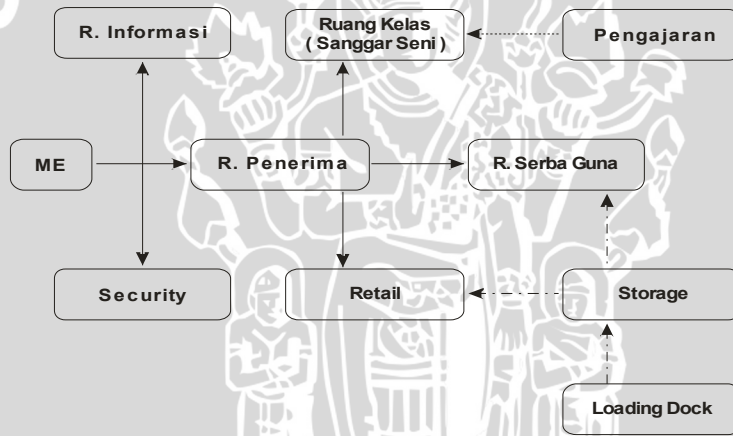 R. Informasi
Ruang Kelas
( Sanggar Seni )
Pengajaran
ME
R. Penerima
R. Serba Guna
Security
Retail
Storage
Loading Dock